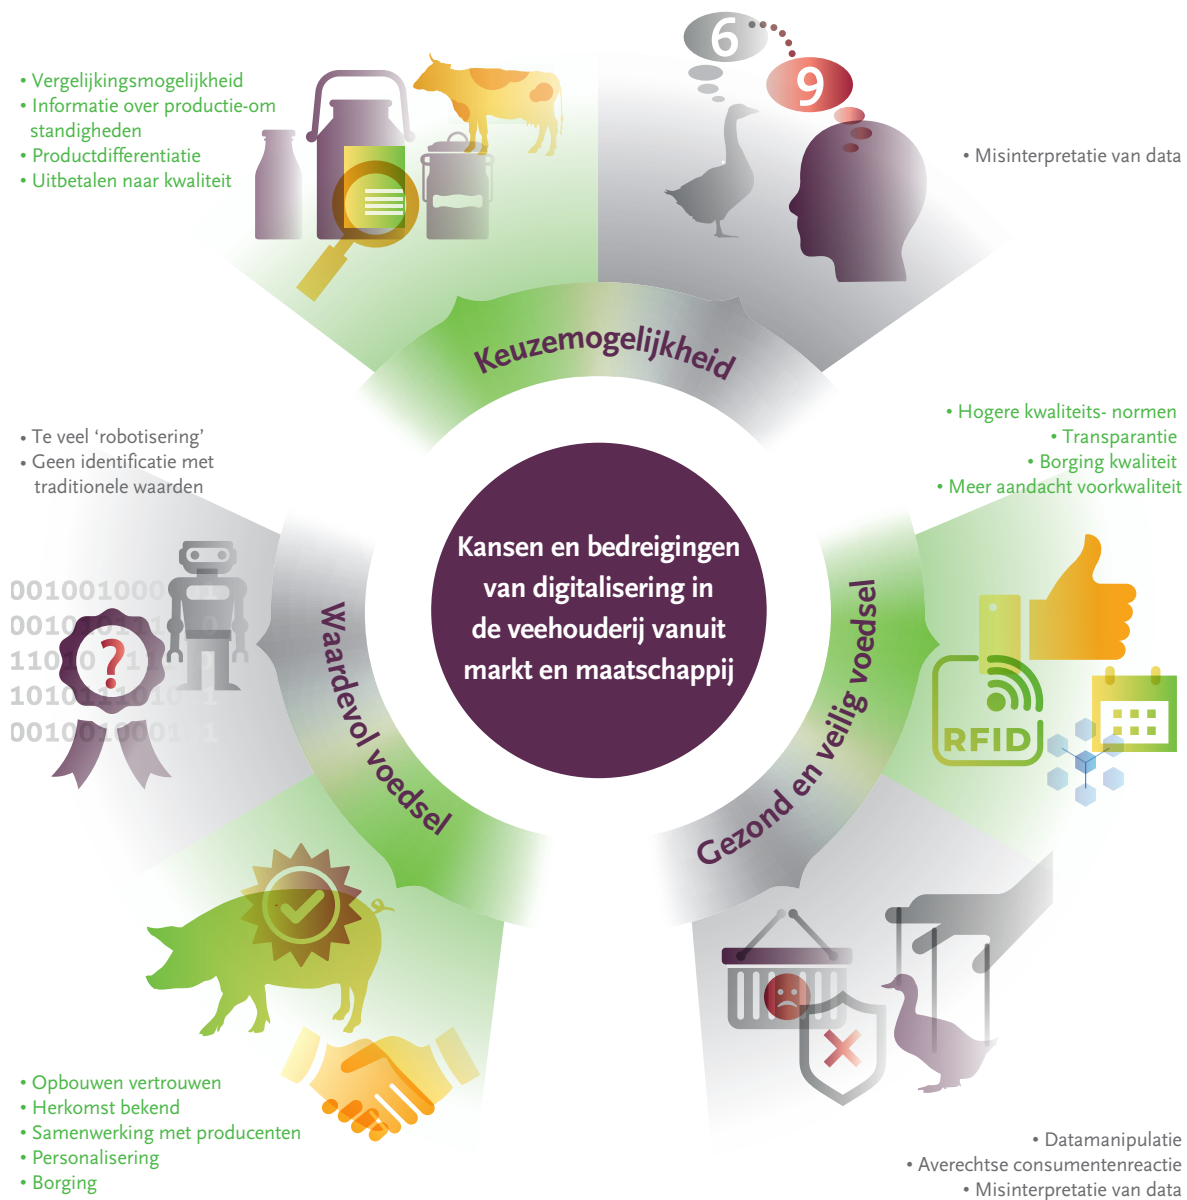 • Vergelijkingsmogelijkheid
• Informatie over productie-om
standigheden
• Productdifferentiatie
• Uitbetalen naar kwaliteit
6
9
• Misinterpretatie van data
Keuzemogelijkheid
• Te veel ‘robotisering’
• Geen identificatie met
traditionele waarden
• Hogere kwaliteits- normen
• Transparantie
• Borging kwaliteit
• Meer aandacht voorkwaliteit
Kansen en bedreigingen
van digitalisering in
de veehouderij vanuit
markt en maatschappij
Waardevol voedsel
Gezond en veilig voedsel
?
RFID
• Opbouwen vertrouwen
• Herkomst bekend
• Samenwerking met producenten
• Personalisering
• Borging
• Datamanipulatie
• Averechtse consumentenreactie
• Misinterpretatie van data